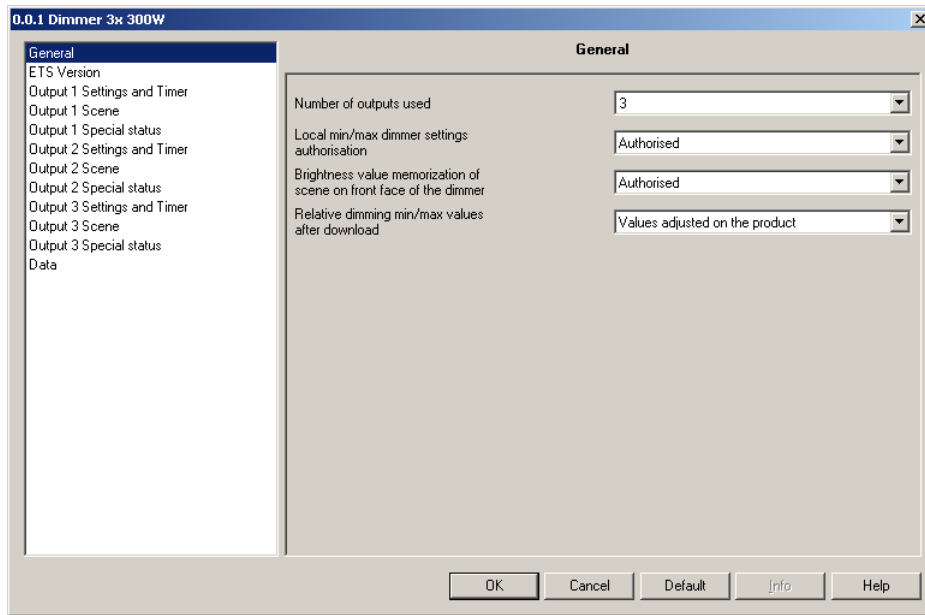 0.0.1 Dimmer 3x 300W
General
ETS Version
Output 1 Settings and Timer
Output 1 Scene
Output 1 Special status
Output 2 Settings and Timer
Output 2 Scene
Output 2 Special status
Output 3 Settings and Timer
Output 3 Scene
Output 3 Special status
Data
General
Number of outputs used
3
Local min/max dimmer settings
authorisation
Authorised
Brightness value memorization of
scene on front face of the dimmer
Authorised
Relative dimming min/max values
after download
Values adjusted on the product
OK
Cancel
Default
Info
Help